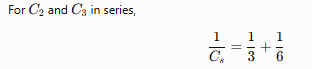 For C₂ and C₃ in series,
1/Cₛ = 1/3 + 1/6